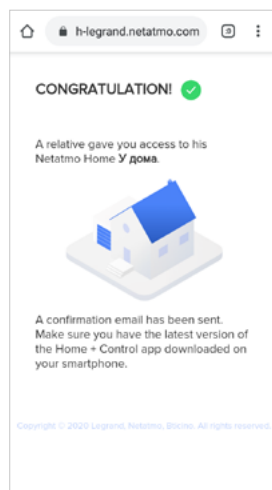 h-legrand.netatmo.com
CONGRATULATION!
A relative gave you access to his
Netatmo Home У дома.
A confirmation email has been sent.
Make sure you have the latest version of
the Home + Control app downloaded on
your smartphone.
Copyright © 2020 Legrand, Netatmo, Bticino. All rights reserved.